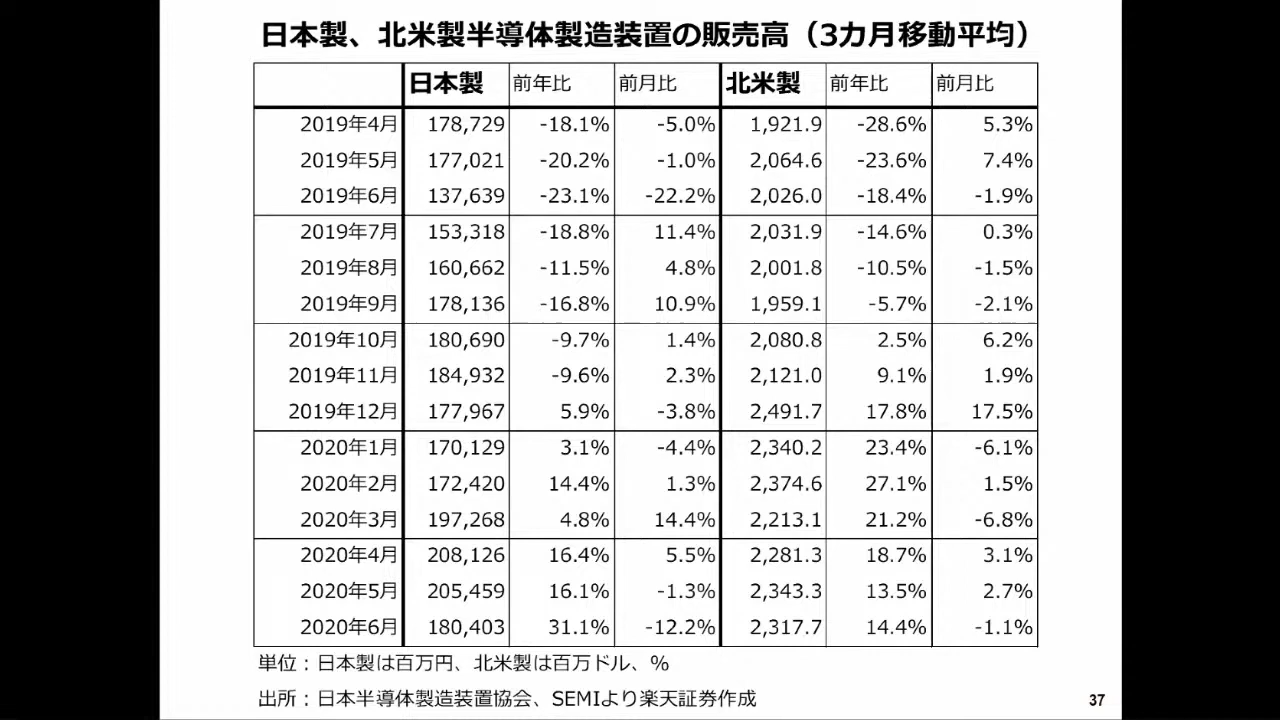 日本製、北米製半導体製造装置の販売高（3カ月移動平均）
日本製 前年比 前月比 北米製 前年比 前月比
2019年4月 178,729 -18.1% -5.0% 1,921.9 -28.6% 5.3%
2019年5月 177,021 -20.2% -1.0% 2,064.6 -23.6% 7.4%
2019年6月 137,639 -23.1% -22.2% 2,026.0 -18.4% -1.9%
2019年7月 153,318 -18.8% 11.4% 2,031.9 -14.6% 0.3%
2019年8月 160,662 -11.5% 4.8% 2,001.8 -10.5% -1.5%
2019年9月 178,136 -16.8% 10.9% 1,959.1 -5.7% -2.1%
2019年10月 180,690 -9.7% 1.4% 2,080.8 2.5% 6.2%
2019年11月 184,932 -9.6% 2.3% 2,121.0 9.1% 1.9%
2019年12月 177,967 5.9% -3.8% 2,491.7 17.8% 17.5%
2020年1月 170,129 3.1% -4.4% 2,340.2 23.4% -6.1%
2020年2月 172,420 14.4% 1.3% 2,374.6 27.1% 1.5%
2020年3月 197,268 4.8% 14.4% 2,213.1 21.2% -6.8%
2020年4月 208,126 16.4% 5.5% 2,281.3 18.7% 3.1%
2020年5月 205,459 16.1% -1.3% 2,343.3 13.5% 2.7%
2020年6月 180,403 31.1% -12.2% 2,317.7 14.4% -1.1%
単位：日本製は百万円、北米製は百万ドル、%
出所：日本半導体製造装置協会、SEMIより楽天証券作成
37